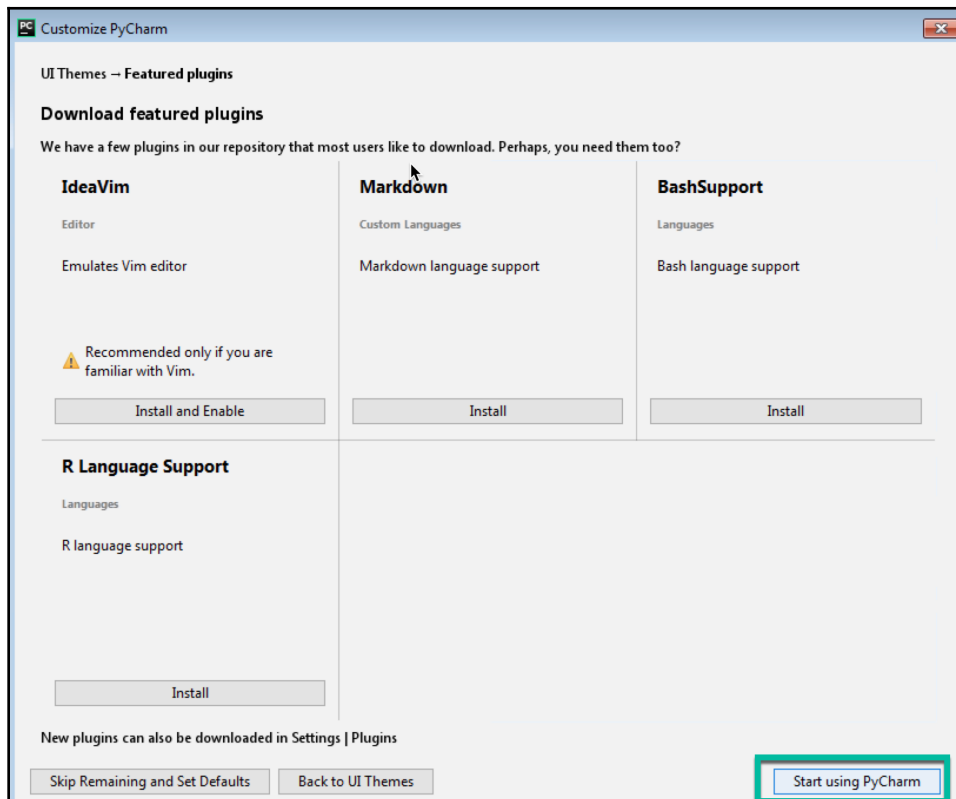 PC Customize PyCharm
UI Themes → Featured plugins
Download featured plugins
We have a few plugins in our repository that most users like to download. Perhaps, you need them too?
IdeaVim
Editor
Emulates Vim editor
Recommended only if you are
familiar with Vim.
Install and Enable
Markdown
Custom Languages
Markdown language support
Install
BashSupport
Languages
Bash language support
Install
R Language Support
Languages
R language support
Install
New plugins can also be downloaded in Settings | Plugins
Skip Remaining and Set Defaults
Back to UI Themes
Start using PyCharm